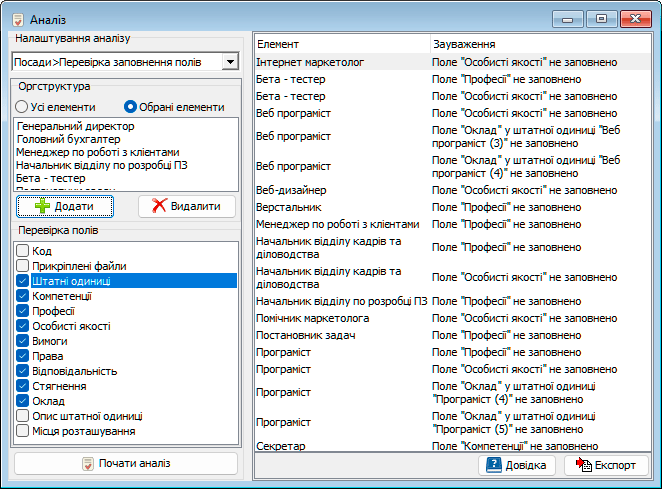 Аналіз
Налаштування аналізу
Посади>Перевірка заповнення полів
Оргструктура
Усі елементи
Обрані елементи
Генеральний директор
Головний бухгалтер
Менеджер по роботі з клієнтами
Начальник відділу по розробці ПЗ
Бета - тестер
Постановник задач
Додати
Видалити
Перевірка полів
Код
Прикріплені файли
Штатні одиниці
Компетенції
Професії
Особисті якості
Вимоги
Права
Відповідальність
Стягнення
Оклад
Опис штатної одиниці
Місця розташування
Почати аналіз
Елемент Зауваження
Інтернет маркетолог Поле "Особисті якості" не заповнено
Бета - тестер Поле "Професії" не заповнено
Бета - тестер Поле "Особисті якості" не заповнено
Веб програміст Поле "Особисті якості" не заповнено
Веб програміст Поле "Оклад" у штатної одиниці "Веб
програміст (3)" не заповнено
Веб програміст Поле "Оклад" у штатної одиниці "Веб
програміст (4)" не заповнено
Веб-дизайнер Поле "Особисті якості" не заповнено
Верстальник Поле "Професії" не заповнено
Менеджер по роботі з клієнтами Поле "Професії" не заповнено
Начальник відділу кадрів та
діловодства Поле "Професії" не заповнено
Начальник відділу кадрів та
діловодства Поле "Особисті якості" не заповнено
Начальник відділу по розробці ПЗ Поле "Професії" не заповнено
Помічник маркетолога Поле "Особисті якості" не заповнено
Постановник задач Поле "Професії" не заповнено
Програміст Поле "Професії" не заповнено
Програміст Поле "Особисті якості" не заповнено
Програміст Поле "Оклад" у штатної одиниці
"Програміст (4)" не заповнено
Програміст Поле "Оклад" у штатної одиниці
"Програміст (5)" не заповнено
Секретар Поле "Компетенції" не заповнено
Довідка
Експорт